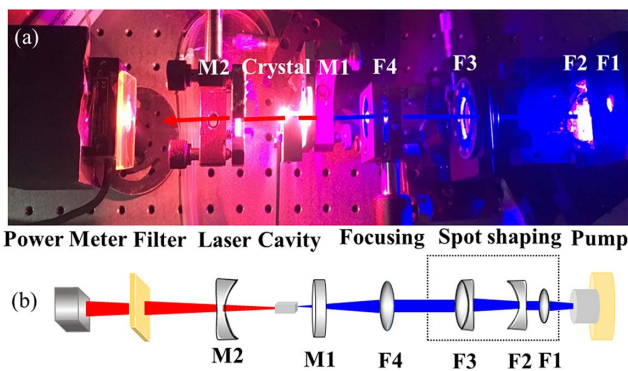 (a)
M2 Crystal M1 F4 F3 F2 F1
Power Meter Filter Laser Cavity Focusing Spot shaping Pump
(b)
M2 M1 F4 F3 F2 F1